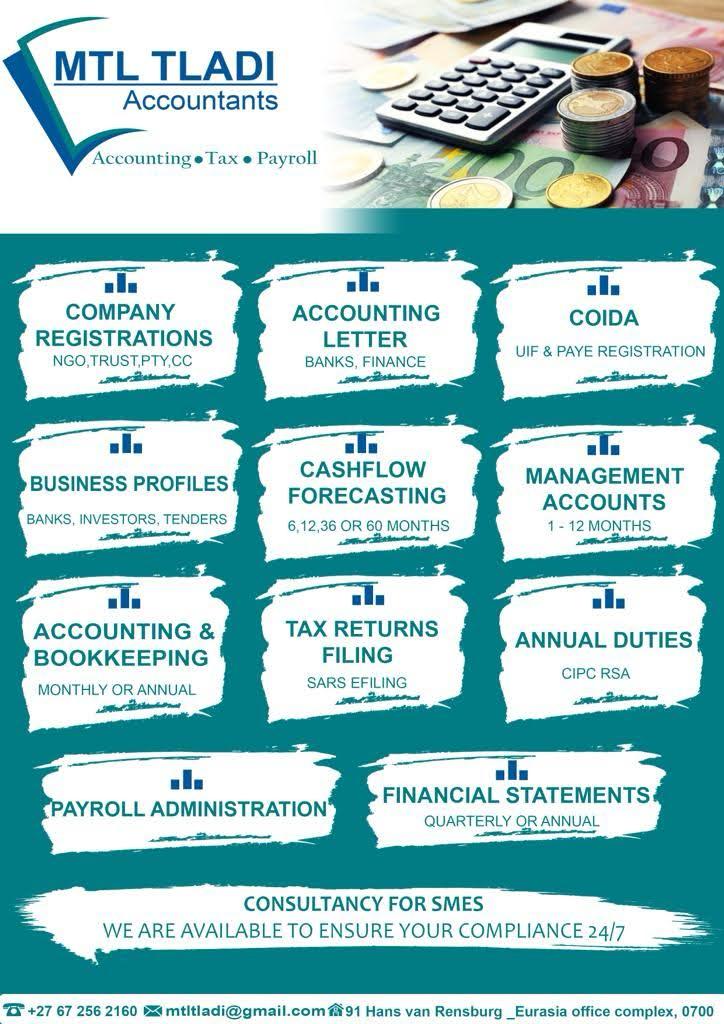 MTL TLADI
Accountants
Accounting ● Tax ● Payroll
100
COMPANY
REGISTRATIONS
NGO,TRUST,PTY,CC
ACCOUNTING
LETTER
BANKS, FINANCE
COIDA
UIF & PAYE REGISTRATION
BUSINESS PROFILES
BANKS, INVESTORS, TENDERS
CASHFLOW
FORECASTING
6,12,36 OR 60 MONTHS
MANAGEMENT
ACCOUNTS
1 - 12 MONTHS
ACCOUNTING &
BOOKKEEPING
MONTHLY OR ANNUAL
TAX RETURNS
FILING
SARS EFILING
ANNUAL DUTIES
CIPC RSA
PAYROLL ADMINISTRATION
FINANCIAL STATEMENTS
QUARTERLY OR ANNUAL
CONSULTANCY FOR SMES
WE ARE AVAILABLE TO ENSURE YOUR COMPLIANCE 24/7
+27 67 256 2160 mtltladi@gmail.com 91 Hans van Rensburg _Eurasia office complex, 0700